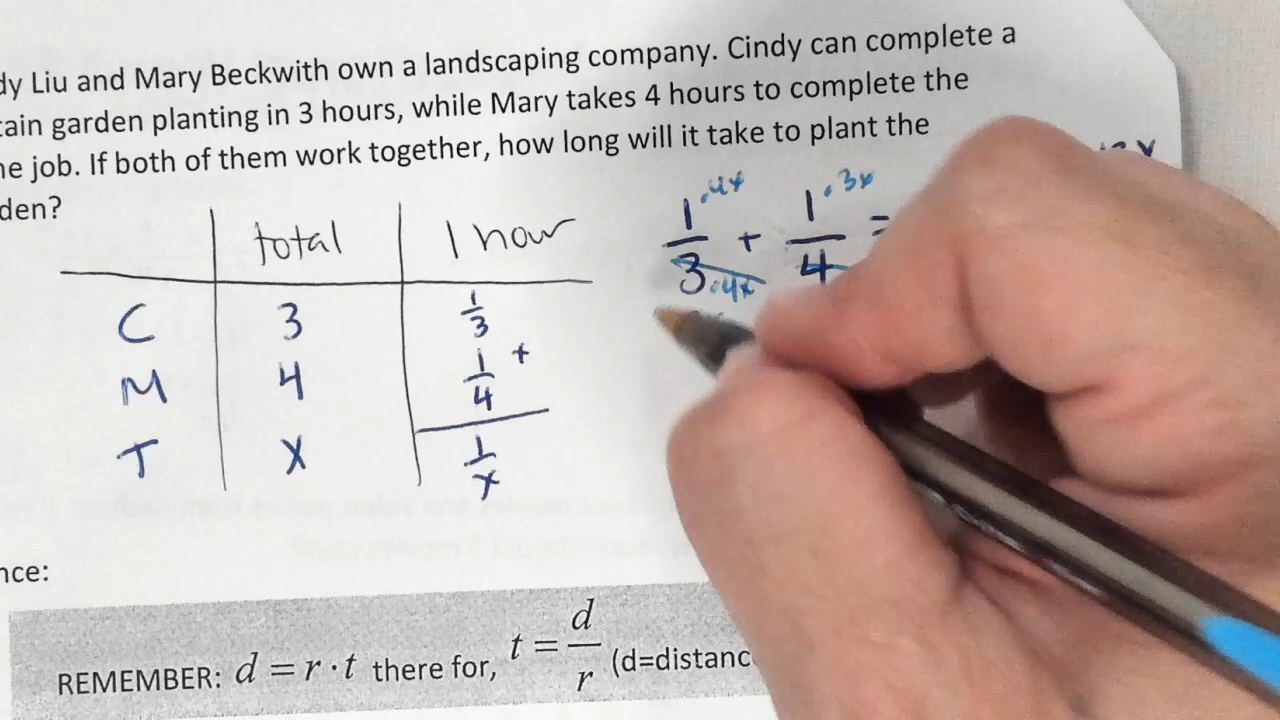 dy Liu and Mary Beckwith own a landscaping company. Cindy can complete a
tain garden planting in 3 hours, while Mary takes 4 hours to complete the
ne job. If both of them work together, how long will it take to plant the
den?
total 1 hour
C 3 1/3
M 4 1/4 +
T x 1/x
1·4x/3·4x + 1·3x/4 =
nce:
REMEMBER: d = r · t there for, t = d/r (d=distanc